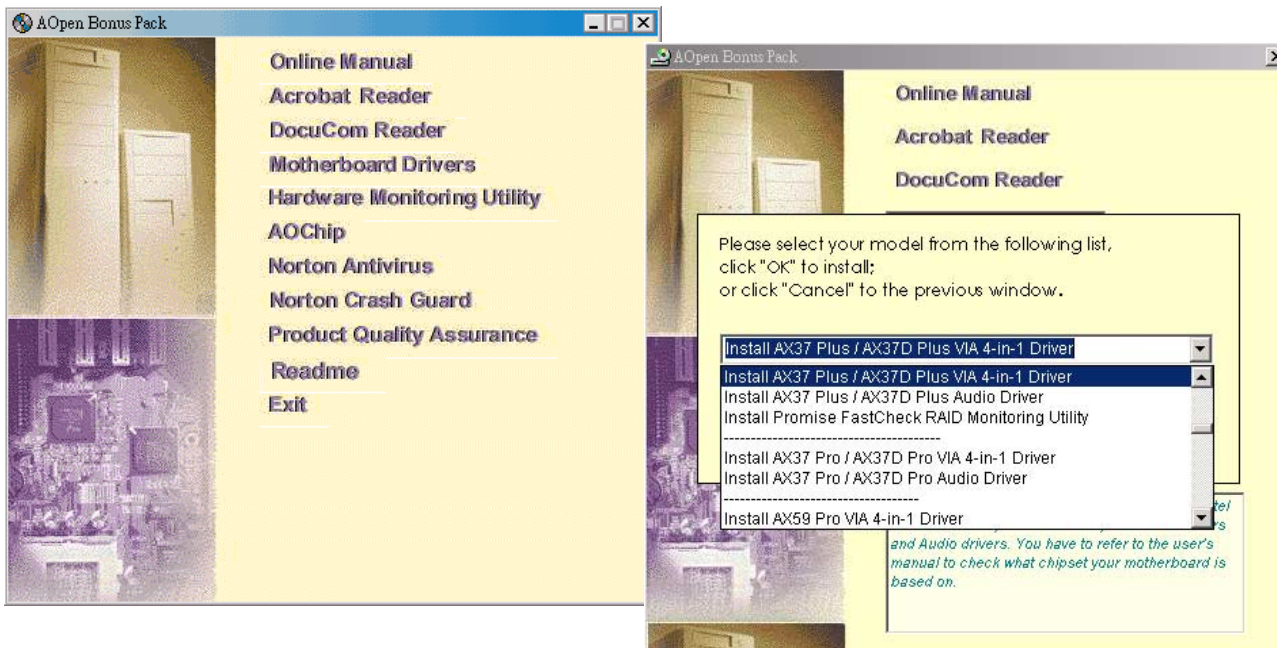 AOpen Bonus Pack
Online Manual
Acrobat Reader
DocuCom Reader
Motherboard Drivers
Hardware Monitoring Utility
AOChip
Norton Antivirus
Norton Crash Guard
Product Quality Assurance
Readme
Exit
AOpen Bonus Pack
Online Manual
Acrobat Reader
DocuCom Reader
Please select your model from the following list,
click "OK" to install;
or click "Cancel" to the previous window.
Install AX37 Plus / AX37D Plus VIA 4-in-1 Driver
Install AX37 Plus / AX37D Plus VIA 4-in-1 Driver
Install AX37 Plus / AX37D Plus Audio Driver
Install Promise FastCheck RAID Monitoring Utility
----------------------------------------
Install AX37 Pro / AX37D Pro VIA 4-in-1 Driver
Install AX37 Pro / AX37D Pro Audio Driver
------------------------------------
Install AX59 Pro VIA 4-in-1 Driver
and Audio drivers. You have to refer to the user's
manual to check what chipset your motherboard is
based on.